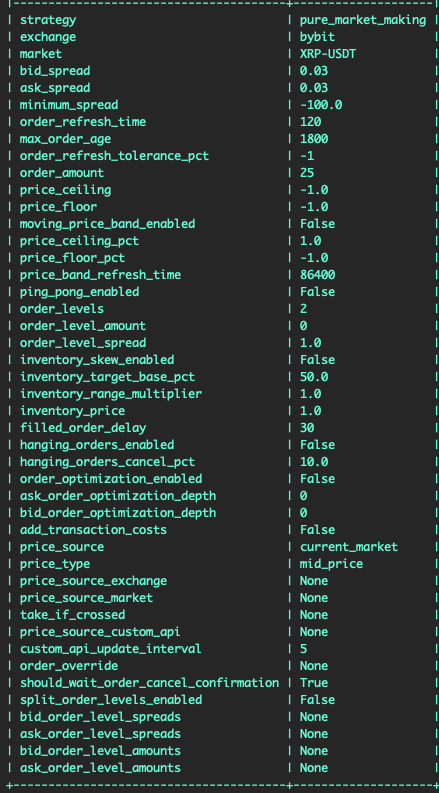 |----------------------------------------+--------------------|
| strategy | pure_market_making |
| exchange | bybit |
| market | XRP-USDT |
| bid_spread | 0.03 |
| ask_spread | 0.03 |
| minimum_spread | -100.0 |
| order_refresh_time | 120 |
| max_order_age | 1800 |
| order_refresh_tolerance_pct | -1 |
| order_amount | 25 |
| price_ceiling | -1.0 |
| price_floor | -1.0 |
| moving_price_band_enabled | False |
| price_ceiling_pct | 1.0 |
| price_floor_pct | -1.0 |
| price_band_refresh_time | 86400 |
| ping_pong_enabled | False |
| order_levels | 2 |
| order_level_amount | 0 |
| order_level_spread | 1.0 |
| inventory_skew_enabled | False |
| inventory_target_base_pct | 50.0 |
| inventory_range_multiplier | 1.0 |
| inventory_price | 1.0 |
| filled_order_delay | 30 |
| hanging_orders_enabled | False |
| hanging_orders_cancel_pct | 10.0 |
| order_optimization_enabled | False |
| ask_order_optimization_depth | 0 |
| bid_order_optimization_depth | 0 |
| add_transaction_costs | False |
| price_source | current_market |
| price_type | mid_price |
| price_source_exchange | None |
| price_source_market | None |
| take_if_crossed | None |
| price_source_custom_api | None |
| custom_api_update_interval | 5 |
| order_override | None |
| should_wait_order_cancel_confirmation | True |
| split_order_levels_enabled | False |
| bid_order_level_spreads | None |
| ask_order_level_spreads | None |
| bid_order_level_amounts | None |
| ask_order_level_amounts | None |
+----------------------------------------+--------------------+